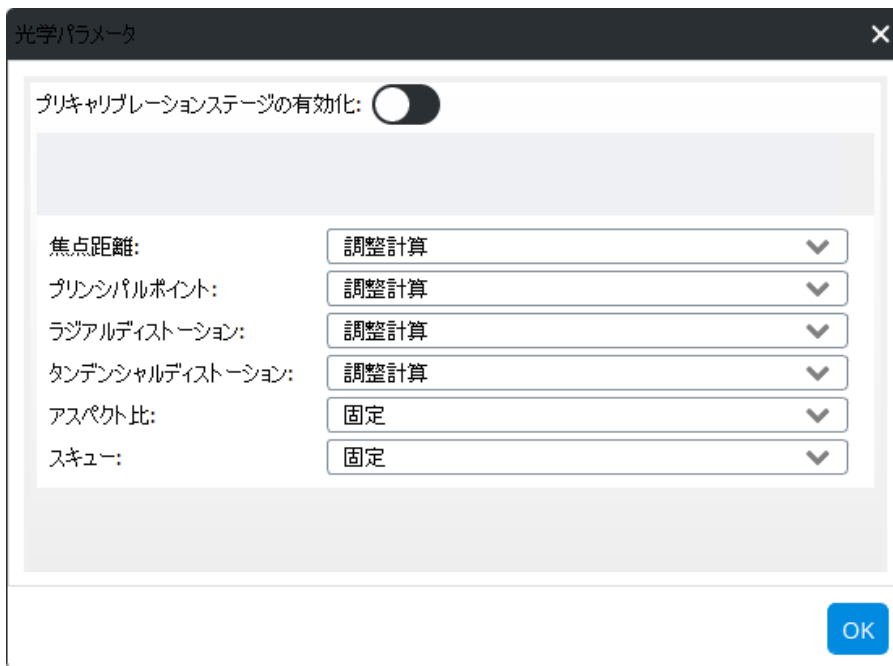 光学パラメータ
プリキャリブレーションステージの有効化:
焦点距離: 調整計算
プリンシパルポイント: 調整計算
ラジアルディストーション: 調整計算
タンデンシャルディストーション: 調整計算
アスペクト比: 固定
スキュー: 固定
OK